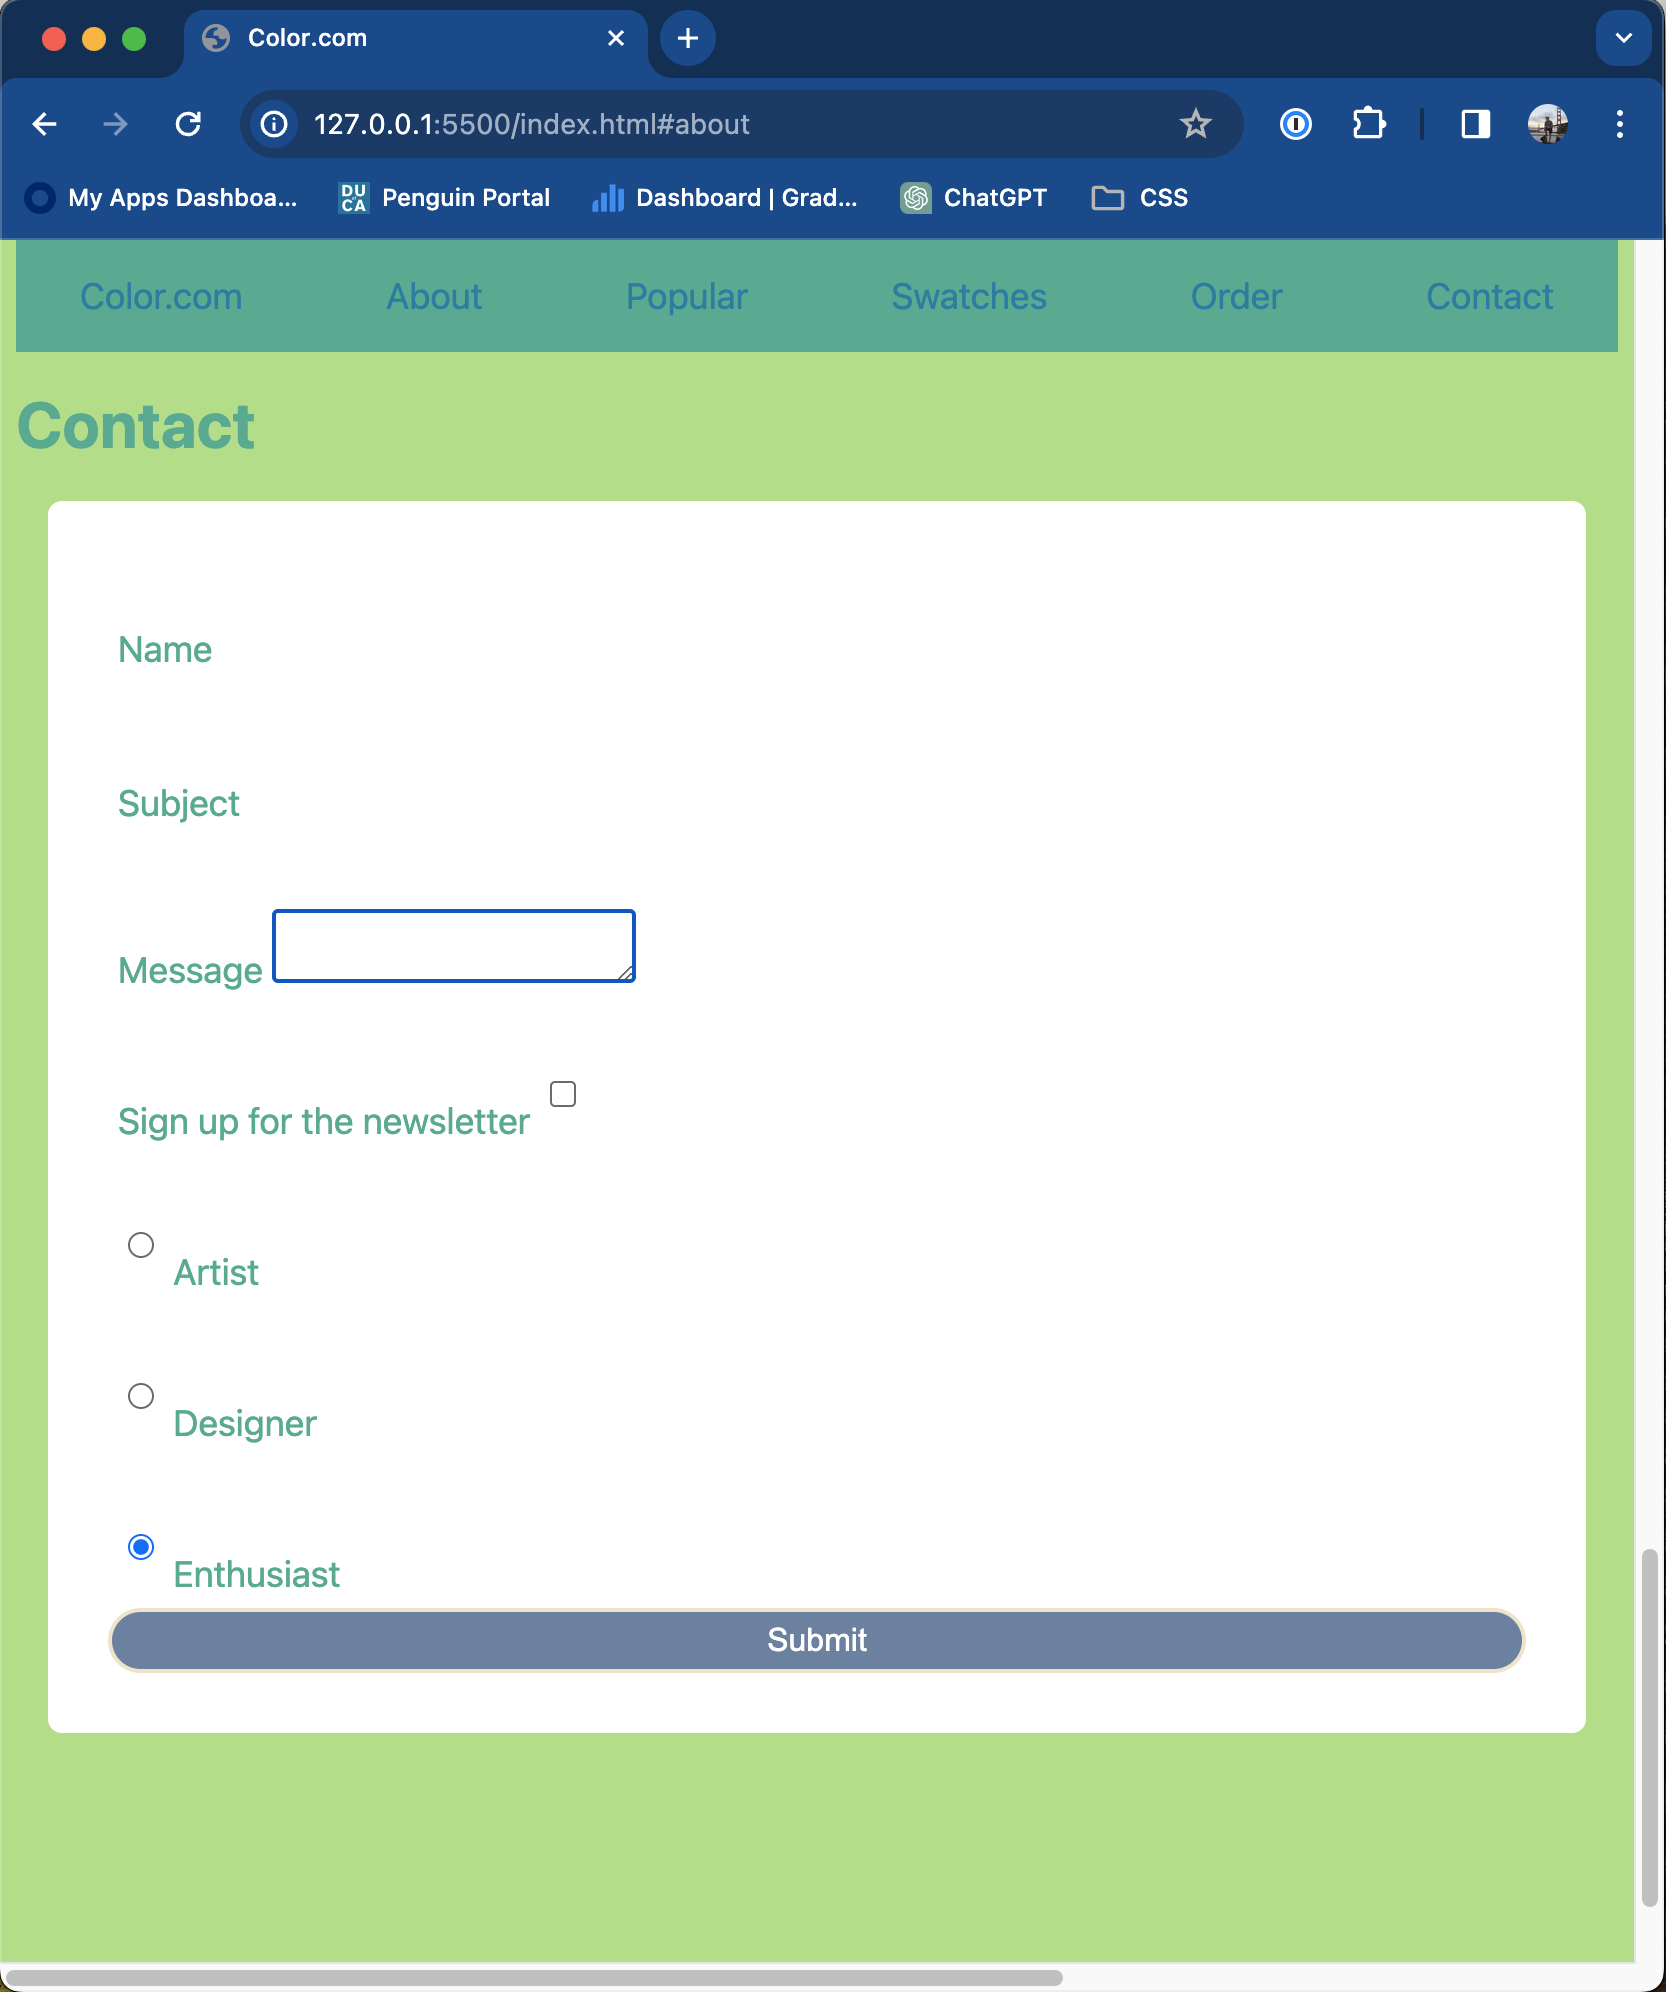 Color.com
127.0.0.1:5500/index.html#about
My Apps Dashboa... DU CA Penguin Portal Dashboard | Grad... ChatGPT CSS
Color.com About Popular Swatches Order Contact
Contact
Name
Subject
Message
Sign up for the newsletter
Artist
Designer
Enthusiast
Submit